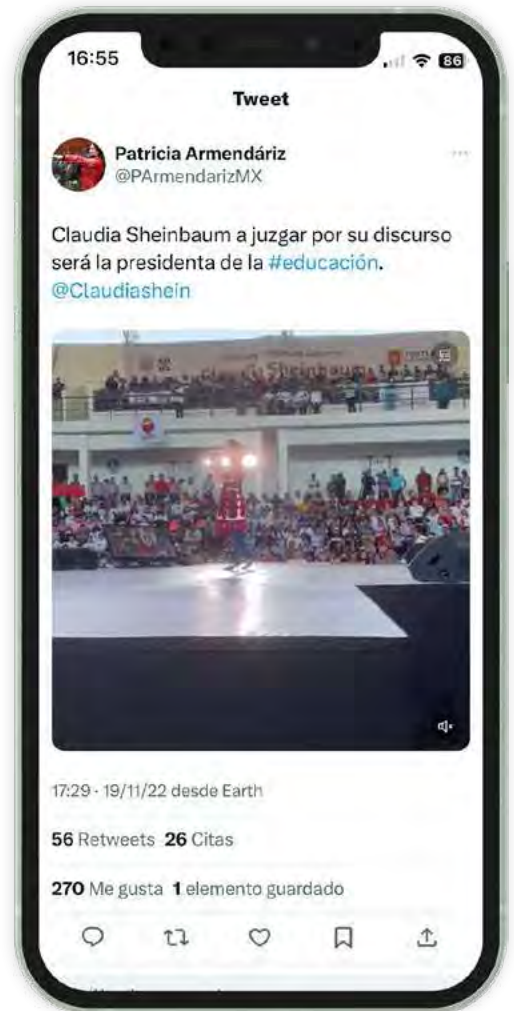 16:55
86
Tweet
Patricia Armendáriz
@PArmendarizMX
Claudia Sheinbaum a juzgar por su discurso
será la presidenta de la #educación.
@Claudiashein
Sheinbaum
17:29 · 19/11/22 desde Earth
56 Retweets 26 Citas
270 Me gusta 1 elemento guardado